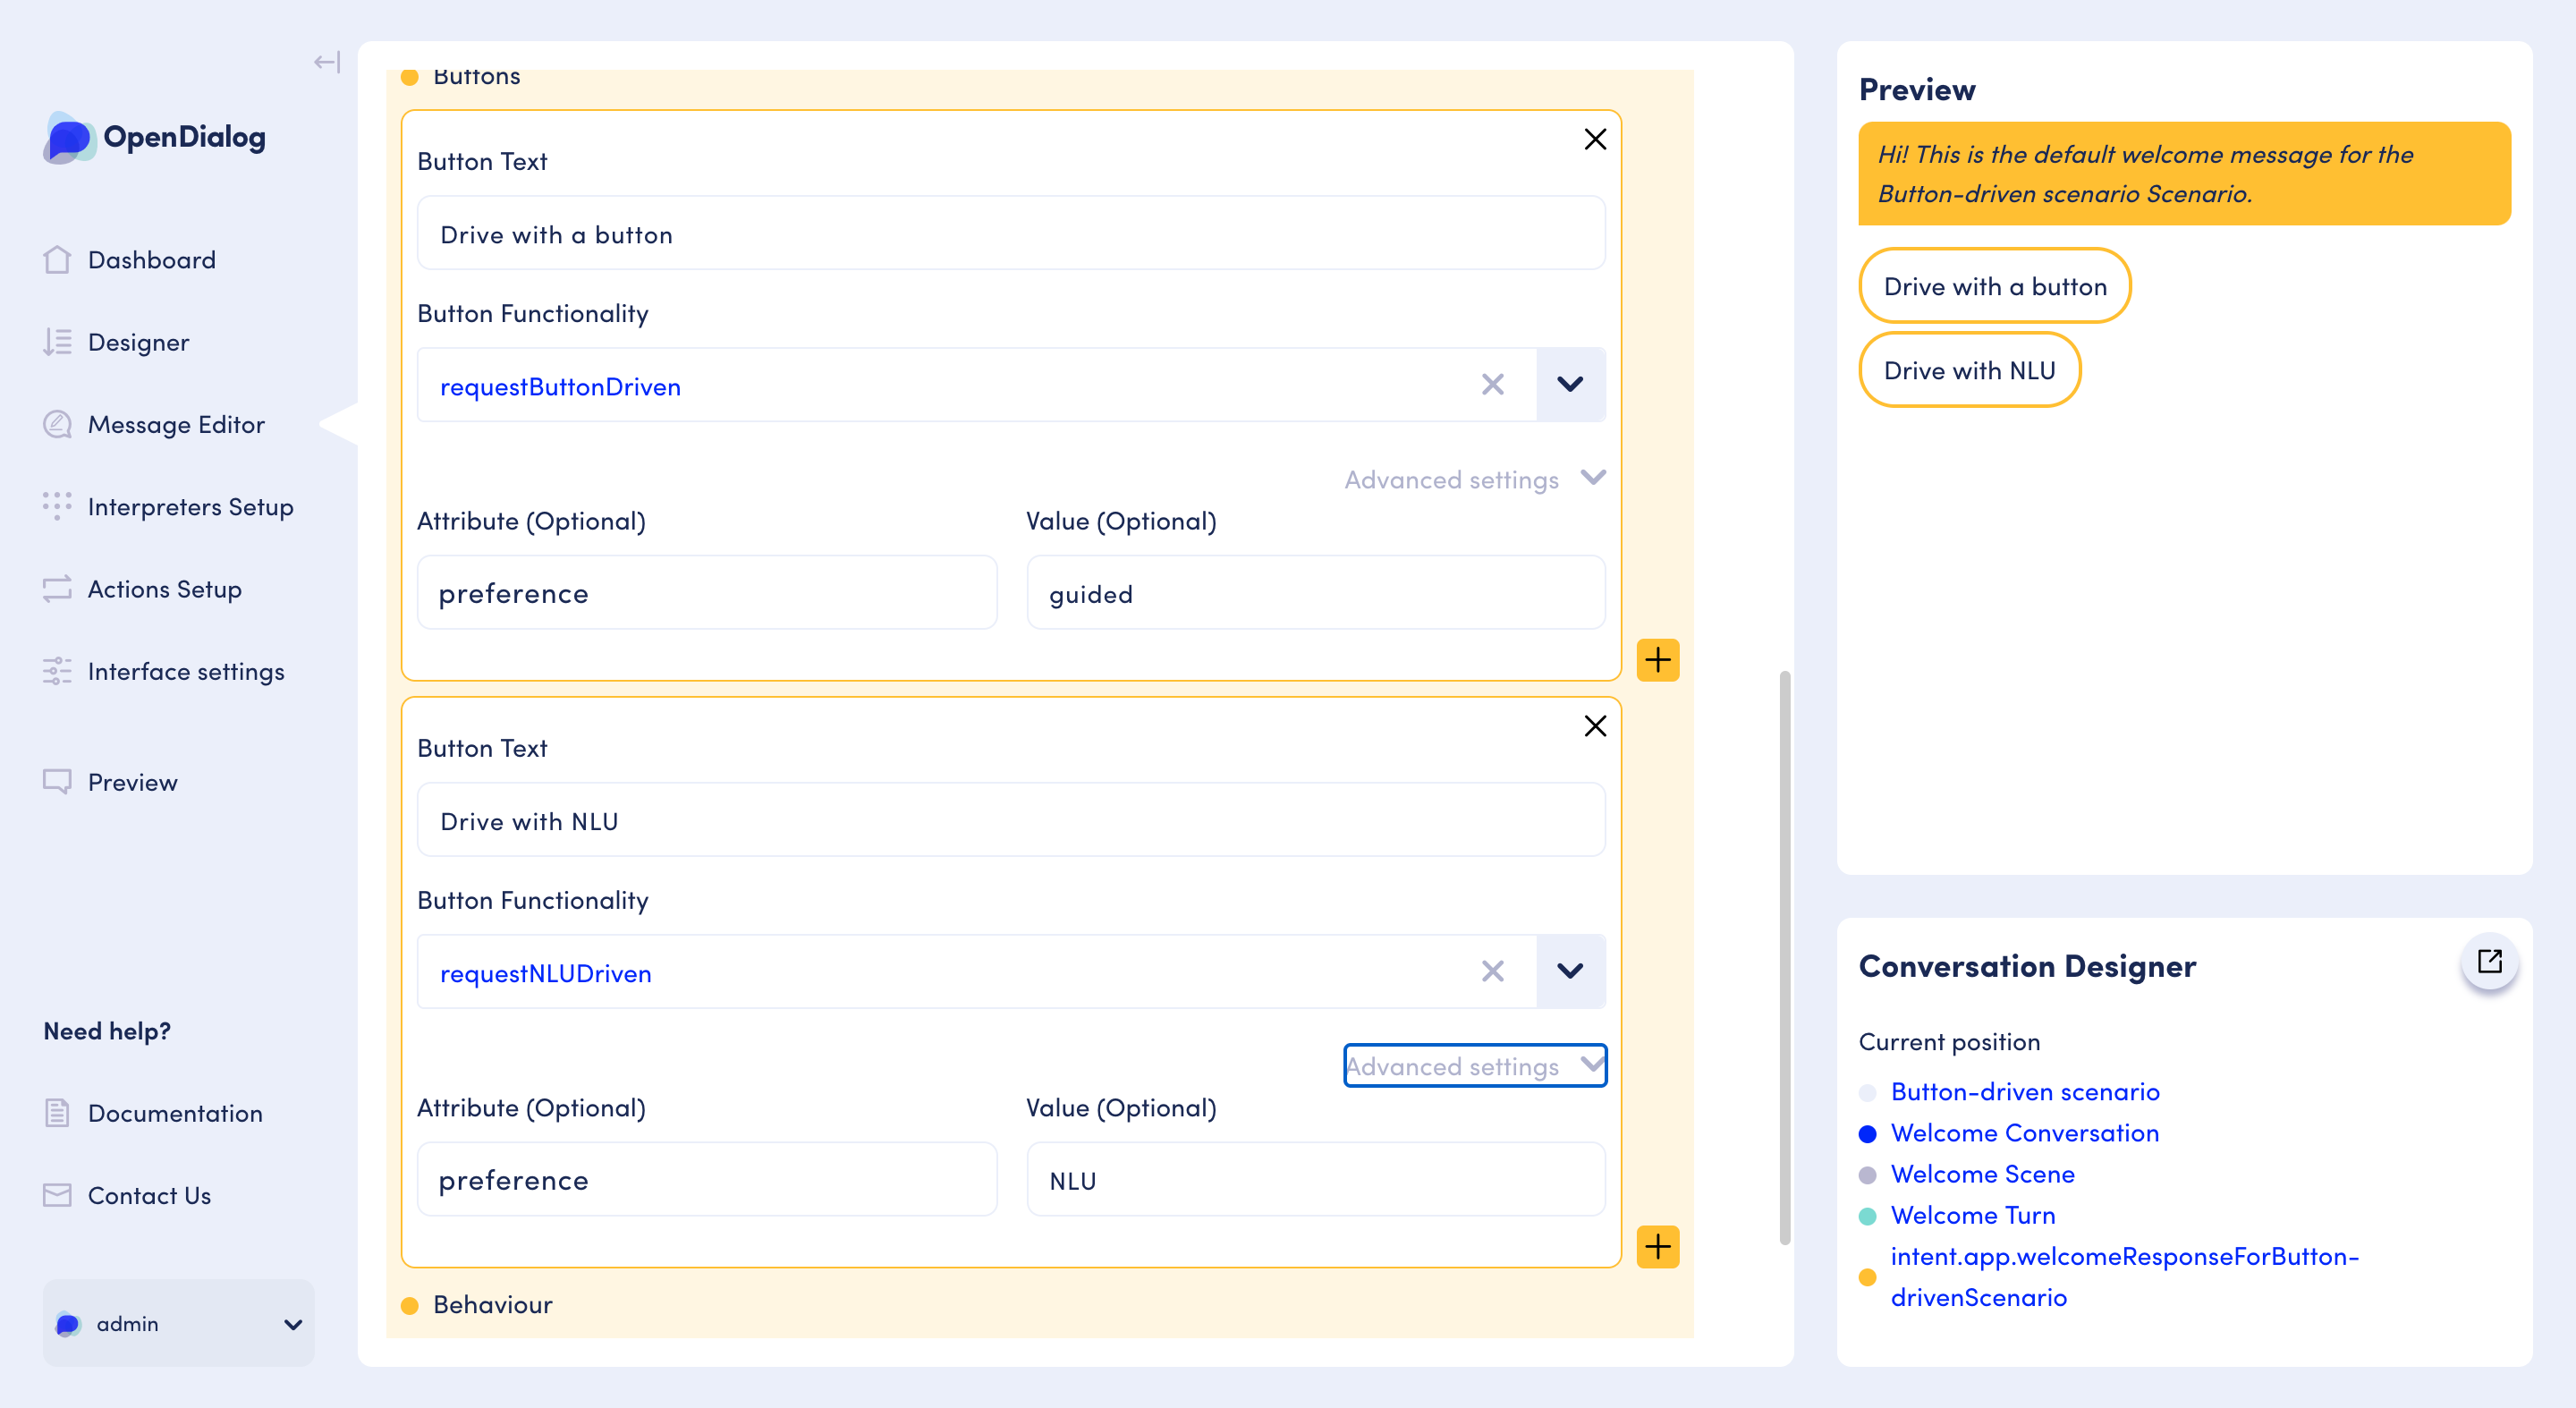 OpenDialog
Dashboard
Designer
Message Editor
Interpreters Setup
Actions Setup
Interface settings
Preview
Need help?
Documentation
Contact Us
admin
Buttons
Button Text
Drive with a button
Button Functionality
requestButtonDriven
Advanced settings
Attribute (Optional) Value (Optional)
preference guided
Button Text
Drive with NLU
Button Functionality
requestNLUDriven
Advanced settings
Attribute (Optional) Value (Optional)
preference NLU
Behaviour
Preview
Hi! This is the default welcome message for the
Button-driven scenario Scenario.
Drive with a button
Drive with NLU
Conversation Designer
Current position
Button-driven scenario
Welcome Conversation
Welcome Scene
Welcome Turn
intent.app.welcomeResponseForButton-
drivenScenario